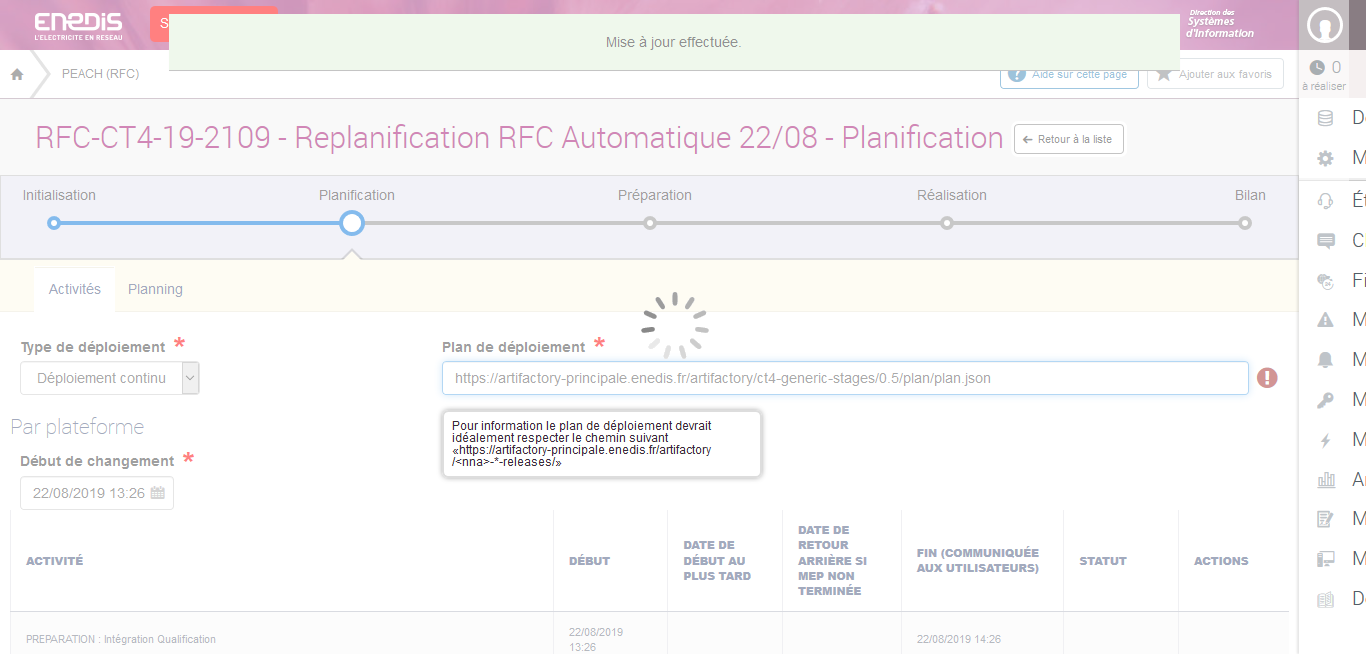 ENEDIS
L'ELECTRICITE EN RESEAU
Mise à jour effectuée.
Direction des
Systèmes
d'Information
PEACH (RFC)
Aide sur cette page
Ajouter aux favoris
0
à réaliser
RFC-CT4-19-2109 - Replanification RFC Automatique 22/08 - Planification
Retour à la liste
Initialisation
Planification
Préparation
Réalisation
Bilan
Activités
Planning
Type de déploiement *
Plan de déploiement *
Déploiement continu
https://artifactory-principale.enedis.fr/artifactory/ct4-generic-stages/0.5/plan/plan.json
Pour information le plan de déploiement devrait
idéalement respecter le chemin suivant
«https://artifactory-principale.enedis.fr/artifactory
/<nna>-*-releases/»
Par plateforme
Début de changement *
22/08/2019 13:26
ACTIVITÉ
DÉBUT
DATE DE
DÉBUT AU
PLUS TARD
DATE DE
RETOUR
ARRIÈRE SI
MEP NON
TERMINÉE
FIN (COMMUNIQUÉE
AUX UTILISATEURS)
STATUT
ACTIONS
PREPARATION : Intégration Qualification
22/08/2019
13:26
22/08/2019 14:26